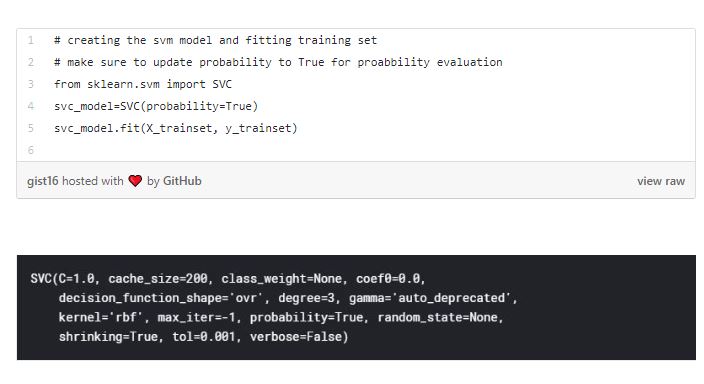 1 # creating the svm model and fitting training set
2 # make sure to update probability to True for proabbility evaluation
3 from sklearn.svm import SVC
4 svc_model=SVC(probability=True)
5 svc_model.fit(X_trainset, y_trainset)
6
gist16 hosted with ❤ by GitHub view raw
SVC(C=1.0, cache_size=200, class_weight=None, coef0=0.0,
decision_function_shape='ovr', degree=3, gamma='auto_deprecated',
kernel='rbf', max_iter=-1, probability=True, random_state=None,
shrinking=True, tol=0.001, verbose=False)